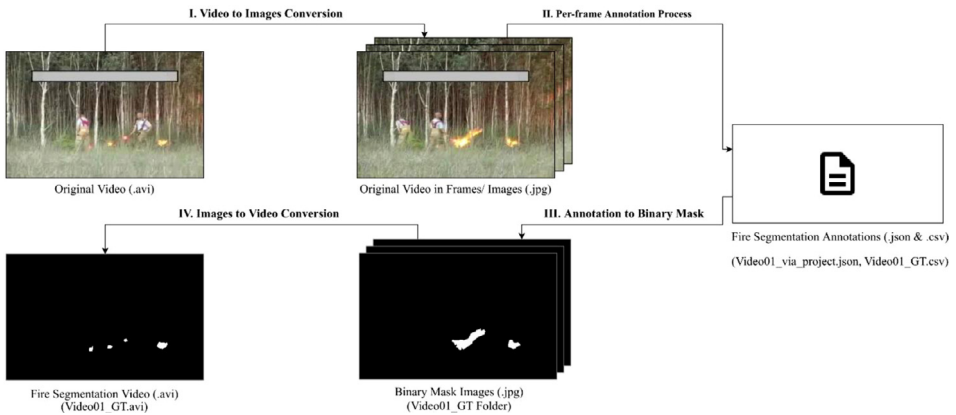 I. Video to Images Conversion
II. Per-frame Annotation Process
Original Video (.avi)
Original Video in Frames/ Images (.jpg)
IV. Images to Video Conversion
III. Annotation to Binary Mask
Fire Segmentation Annotations (.json & .csv)
(Video01_via_project.json, Video01_GT.csv)
Fire Segmentation Video (.avi)
(Video01_GT.avi)
Binary Mask Images (.jpg)
(Video01_GT Folder)